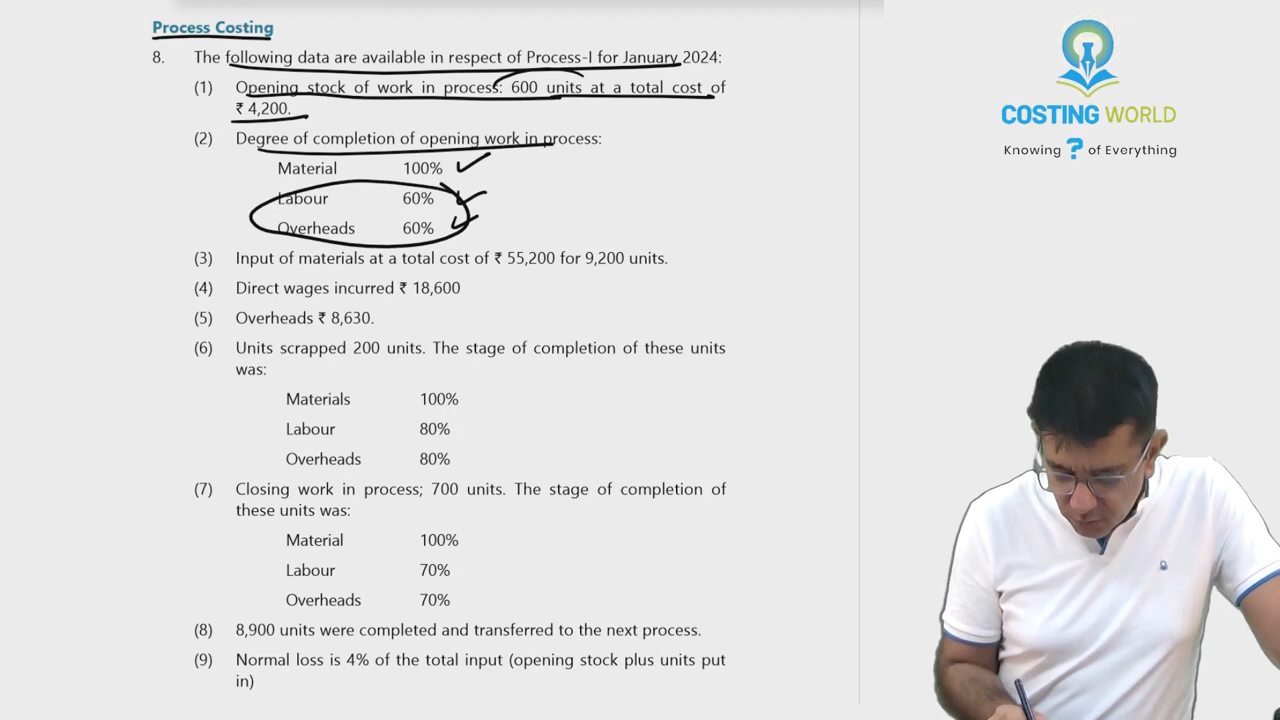 Process Costing
8. The following data are available in respect of Process-I for January 2024:
(1) Opening stock of work in process: 600 units at a total cost of
₹ 4,200.
(2) Degree of completion of opening work in process:
Material 100%
Labour 60%
Overheads 60%
(3) Input of materials at a total cost of ₹ 55,200 for 9,200 units.
(4) Direct wages incurred ₹ 18,600
(5) Overheads ₹ 8,630.
(6) Units scrapped 200 units. The stage of completion of these units
was:
Materials 100%
Labour 80%
Overheads 80%
(7) Closing work in process; 700 units. The stage of completion of
these units was:
Material 100%
Labour 70%
Overheads 70%
(8) 8,900 units were completed and transferred to the next process.
(9) Normal loss is 4% of the total input (opening stock plus units put
in)
COSTING WORLD
Knowing ? of Everything